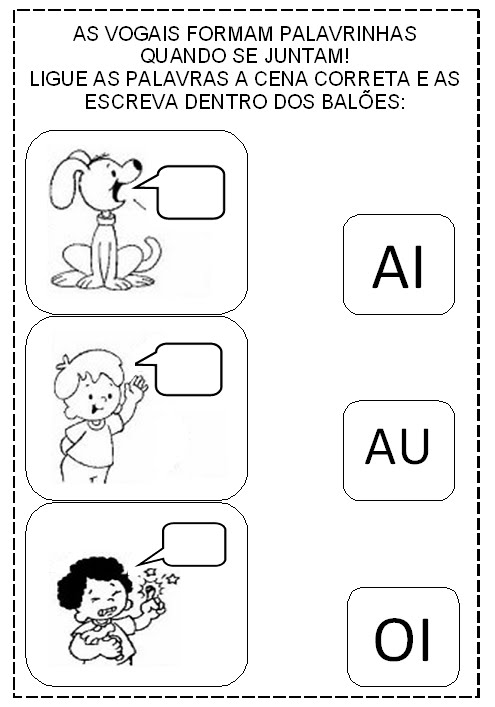 AS VOGAIS FORMAM PALAVRINHAS
QUANDO SE JUNTAM!
LIGUE AS PALAVRAS A CENA CORRETA E AS
ESCREVA DENTRO DOS BALÕES:
AI
AU
OI